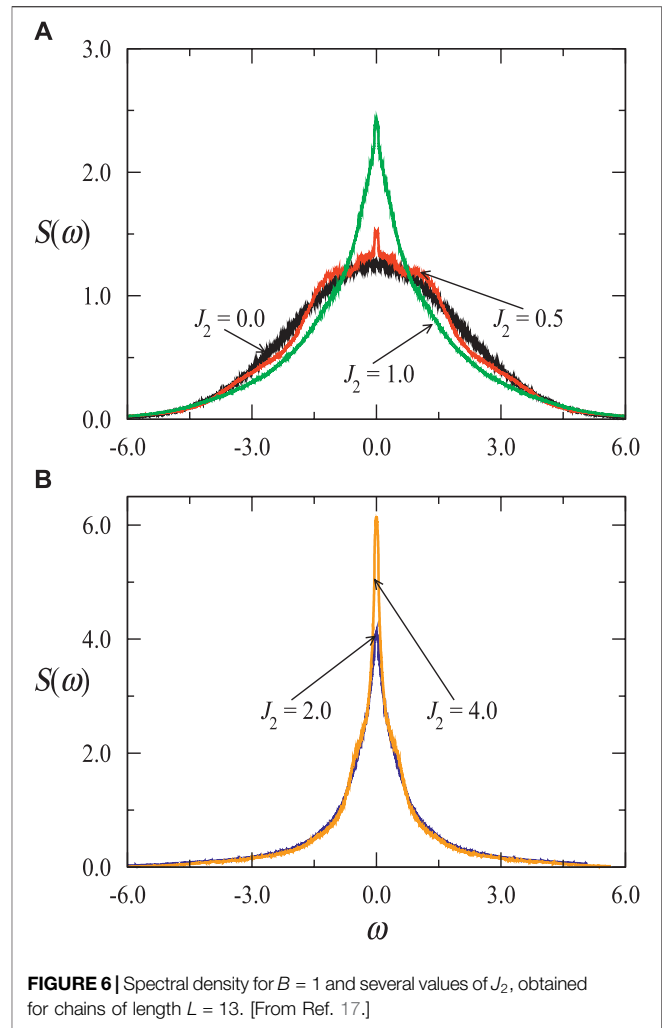 A
3.0
2.0
S(ω)
1.0
J₂ = 0.0
J₂ = 0.5
J₂ = 1.0
0.0
-6.0 -3.0 0.0 3.0 6.0
B
6.0
4.0
S(ω)
J₂ = 2.0
J₂ = 4.0
2.0
0.0
-6.0 -3.0 0.0 3.0 6.0
ω
FIGURE 6 | Spectral density for B = 1 and several values of J₂, obtained
for chains of length L = 13. [From Ref. 17.]